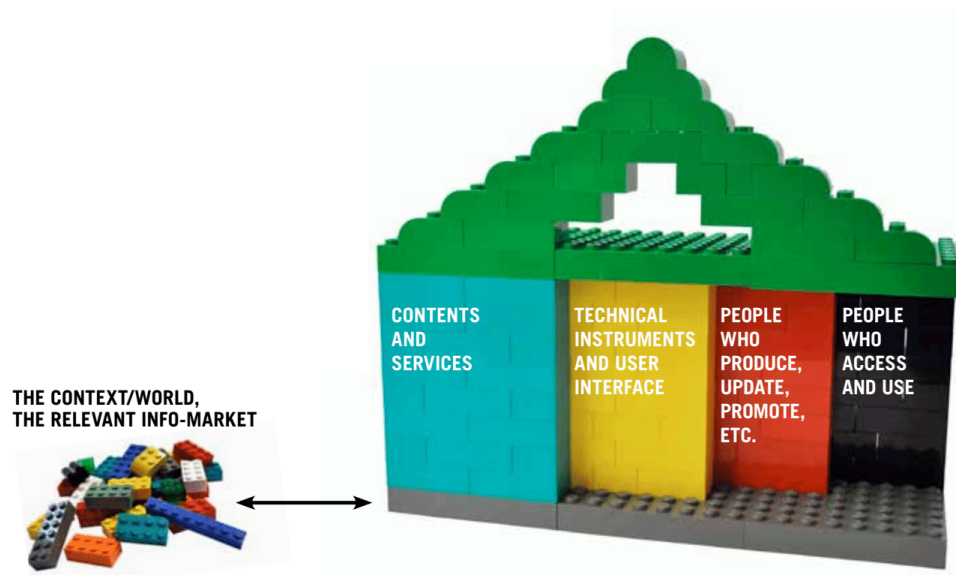 CONTENTS
AND
SERVICES
TECHNICAL
INSTRUMENTS
AND USER
INTERFACE
PEOPLE
WHO
PRODUCE,
UPDATE,
PROMOTE,
ETC.
PEOPLE
WHO
ACCESS
AND USE
THE CONTEXT/WORLD,
THE RELEVANT INFO-MARKET